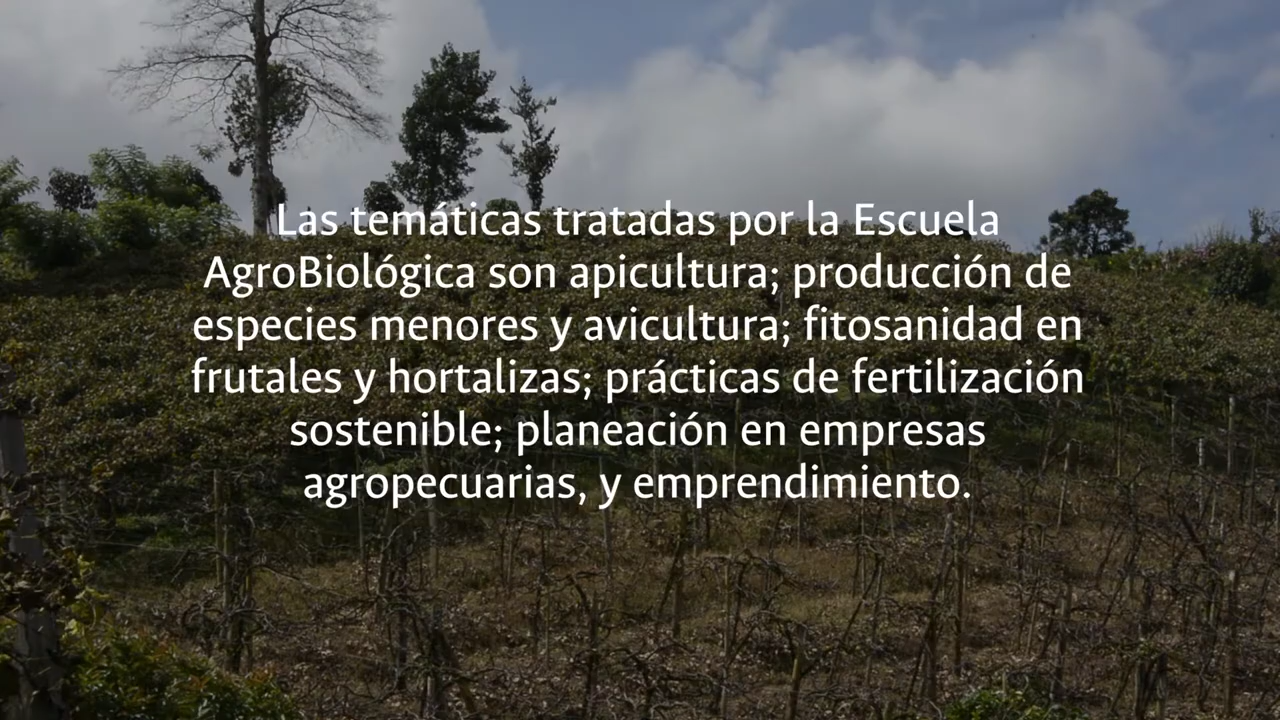 Las temáticas tratadas por la Escuela
AgroBiológica son apicultura; producción de
especies menores y avicultura; fitosanidad en
frutales y hortalizas; prácticas de fertilización
sostenible; planeación en empresas
agropecuarias, y emprendimiento.